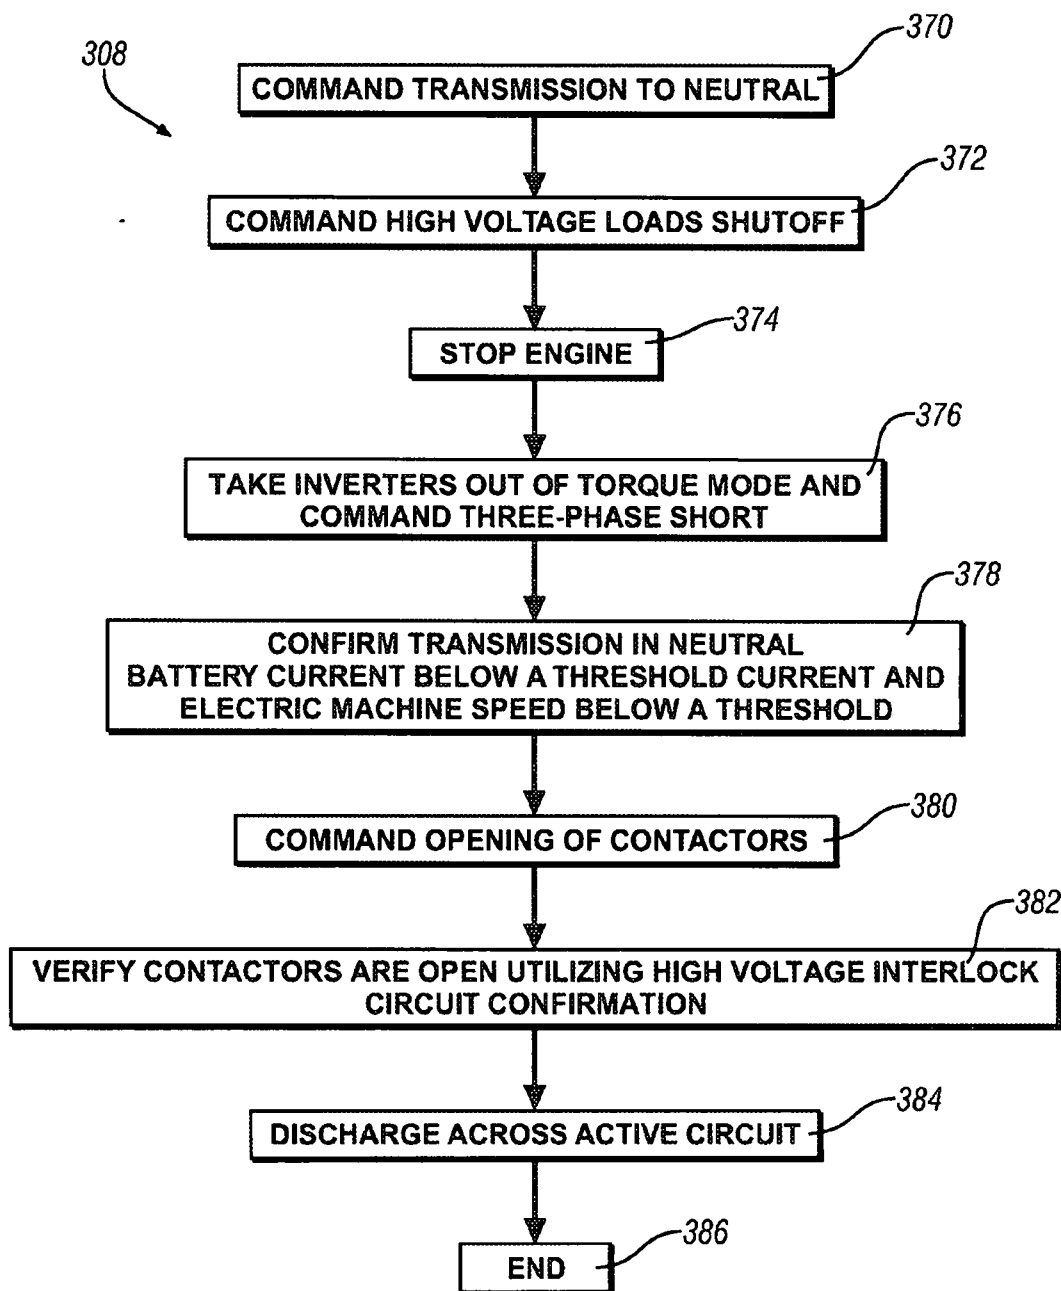 370
308
COMMAND TRANSMISSION TO NEUTRAL
372
COMMAND HIGH VOLTAGE LOADS SHUTOFF
374
STOP ENGINE
376
TAKE INVERTERS OUT OF TORQUE MODE AND
COMMAND THREE-PHASE SHORT
378
CONFIRM TRANSMISSION IN NEUTRAL
BATTERY CURRENT BELOW A THRESHOLD CURRENT AND
ELECTRIC MACHINE SPEED BELOW A THRESHOLD
380
COMMAND OPENING OF CONTACTORS
382
VERIFY CONTACTORS ARE OPEN UTILIZING HIGH VOLTAGE INTERLOCK
CIRCUIT CONFIRMATION
384
DISCHARGE ACROSS ACTIVE CIRCUIT
386
END